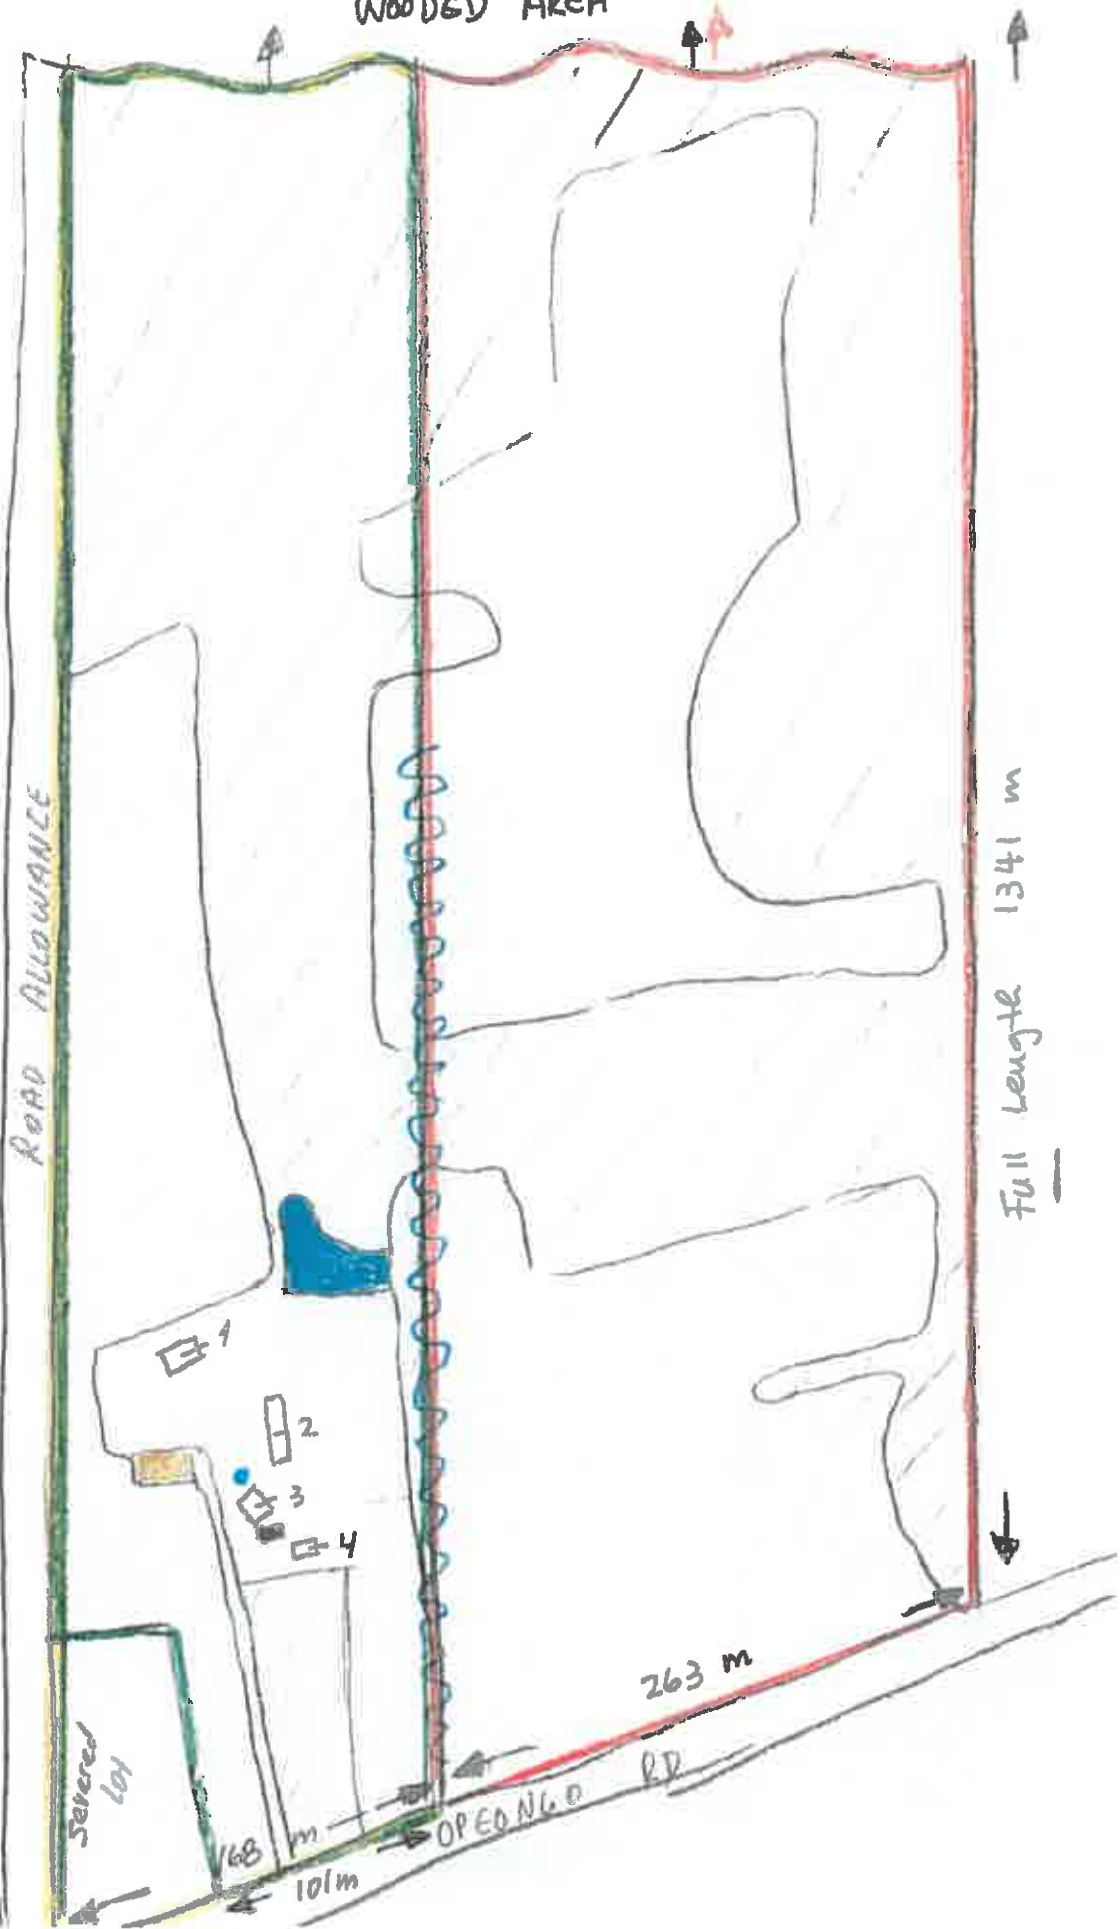 WOODED AREA
ROAD ALLOWANCE
Full Length 1341 m
1
2
3
4
263 m
Severed
Lot
168 m
101m
OPEONGO RD